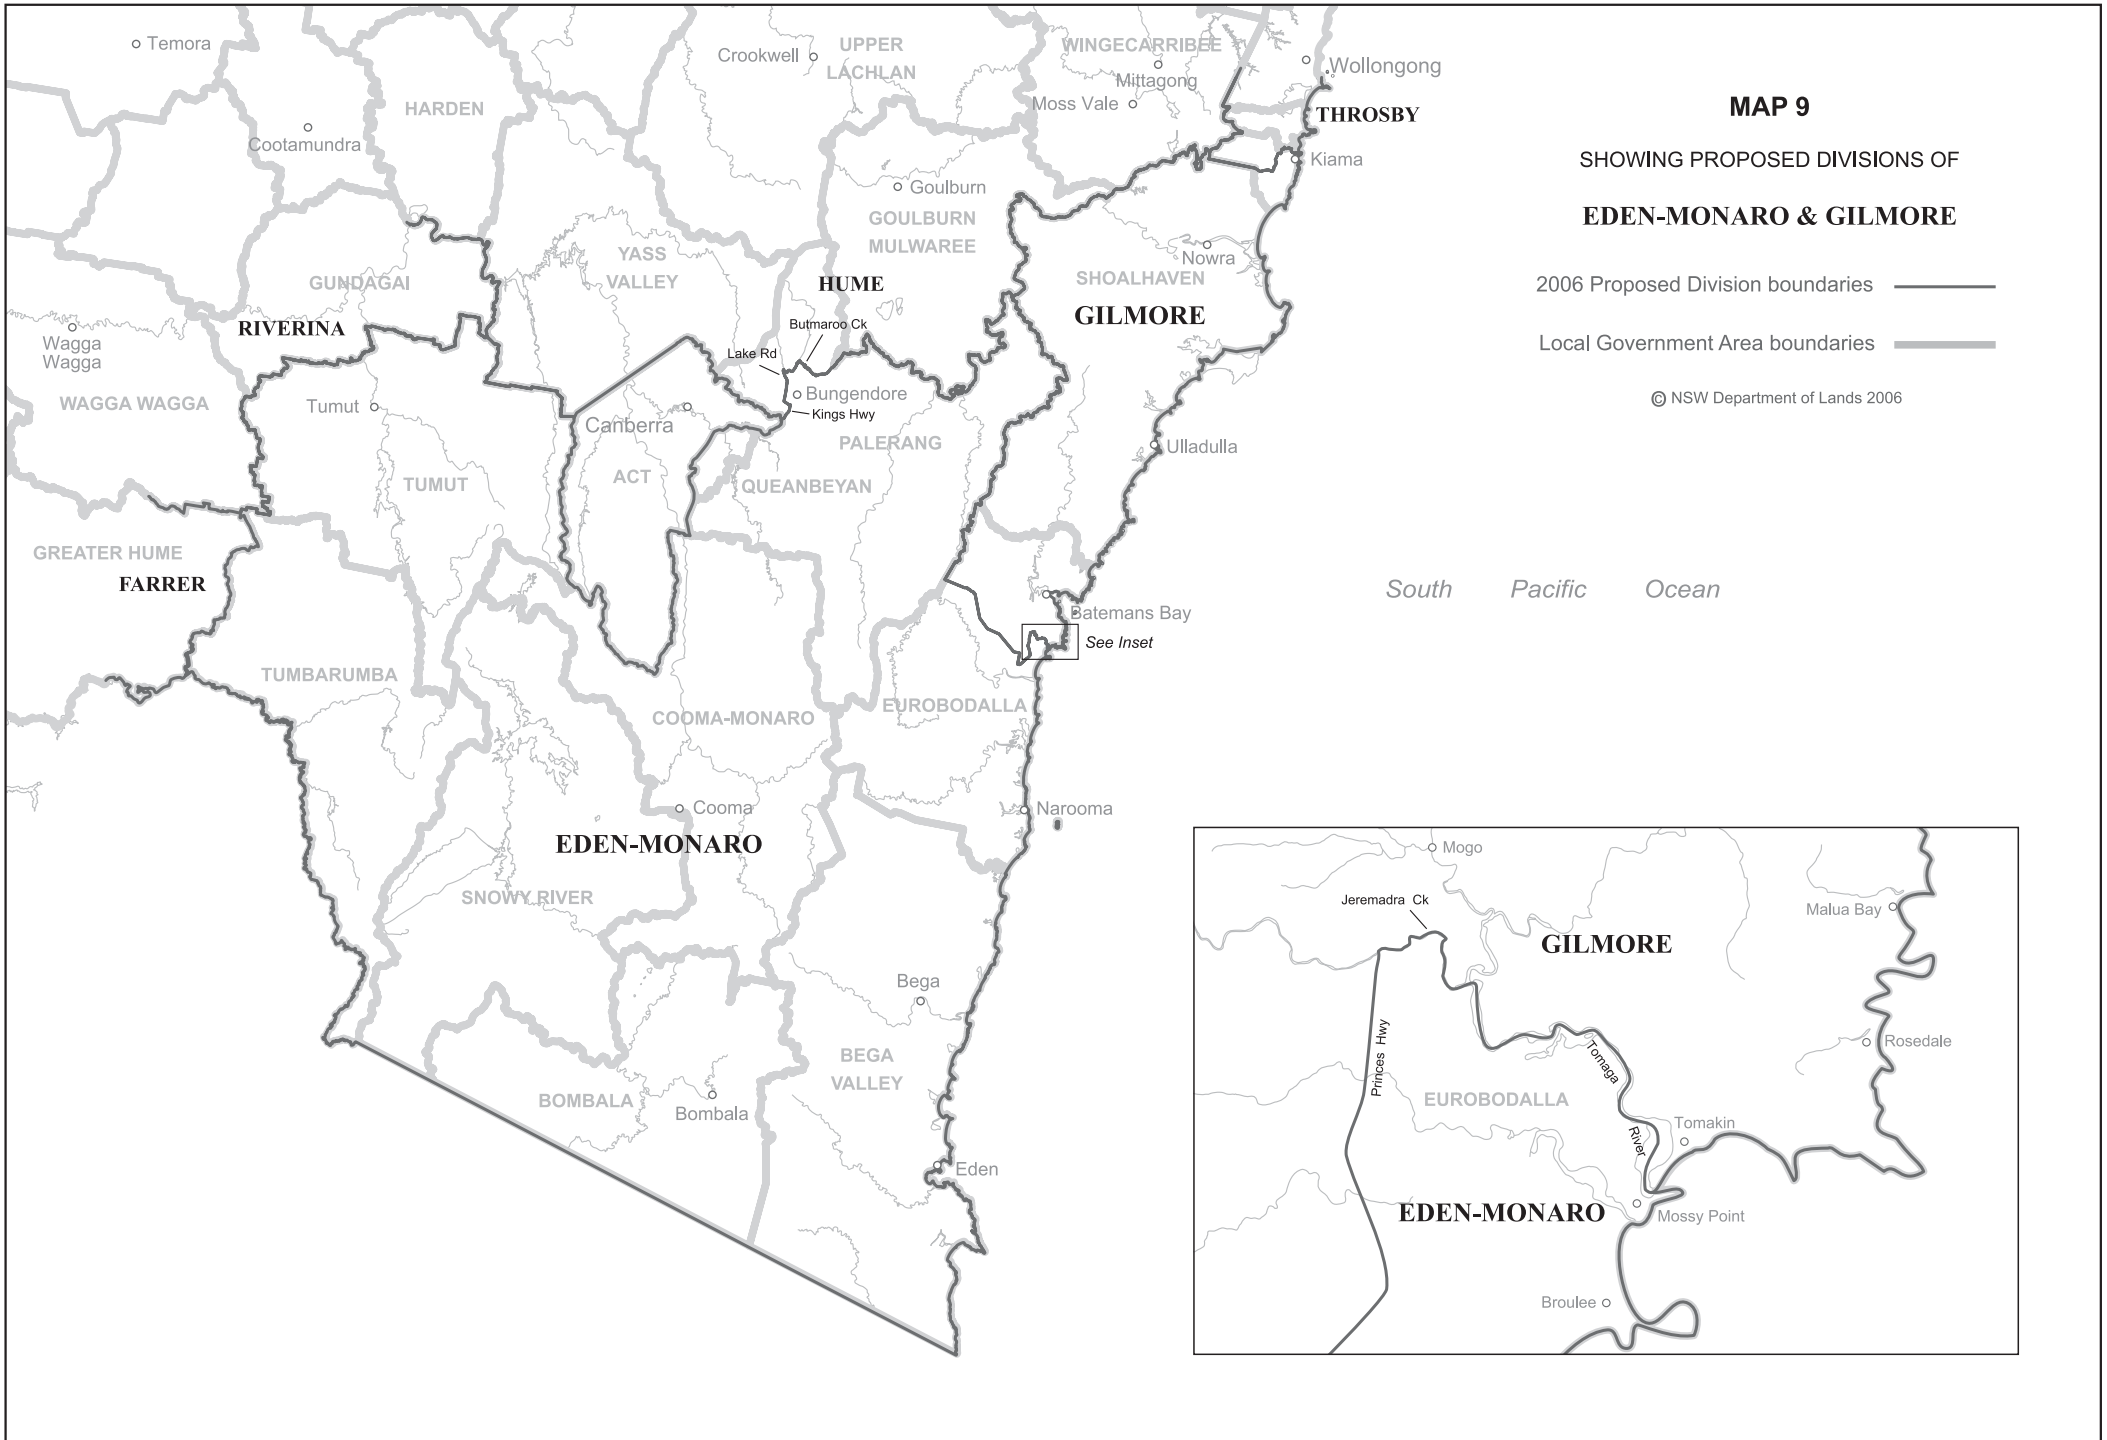 MAP 9
SHOWING PROPOSED DIVISIONS OF
EDEN-MONARO & GILMORE
2006 Proposed Division boundaries
Local Government Area boundaries
© NSW Department of Lands 2006
Temora
Crookwell
UPPER
LACHLAN
WINGECARRIBEE
Mittagong
Moss Vale
Wollongong
THROSBY
Kiama
HARDEN
Cootamundra
Goulburn
GOULBURN
MULWAREE
YASS
VALLEY
HUME
Nowra
SHOALHAVEN
GILMORE
GUNDAGAI
RIVERINA
Wagga
Wagga
WAGGA WAGGA
Butmaroo Ck
Lake Rd
Bungendore
Kings Hwy
Tumut
Canberra
PALERANG
Ulladulla
TUMUT
ACT
QUEANBEYAN
GREATER HUME
FARRER
South Pacific Ocean
Batemans Bay
See Inset
TUMBARUMBA
COOMA-MONARO
EUROBODALLA
Cooma
Narooma
EDEN-MONARO
SNOWY RIVER
Bega
BEGA
VALLEY
BOMBALA
Bombala
Eden
Mogo
Jeremadra Ck
Malua Bay
GILMORE
Princes Hwy
Tomaga
River
Rosedale
EUROBODALLA
Tomakin
EDEN-MONARO
Mossy Point
Broulee